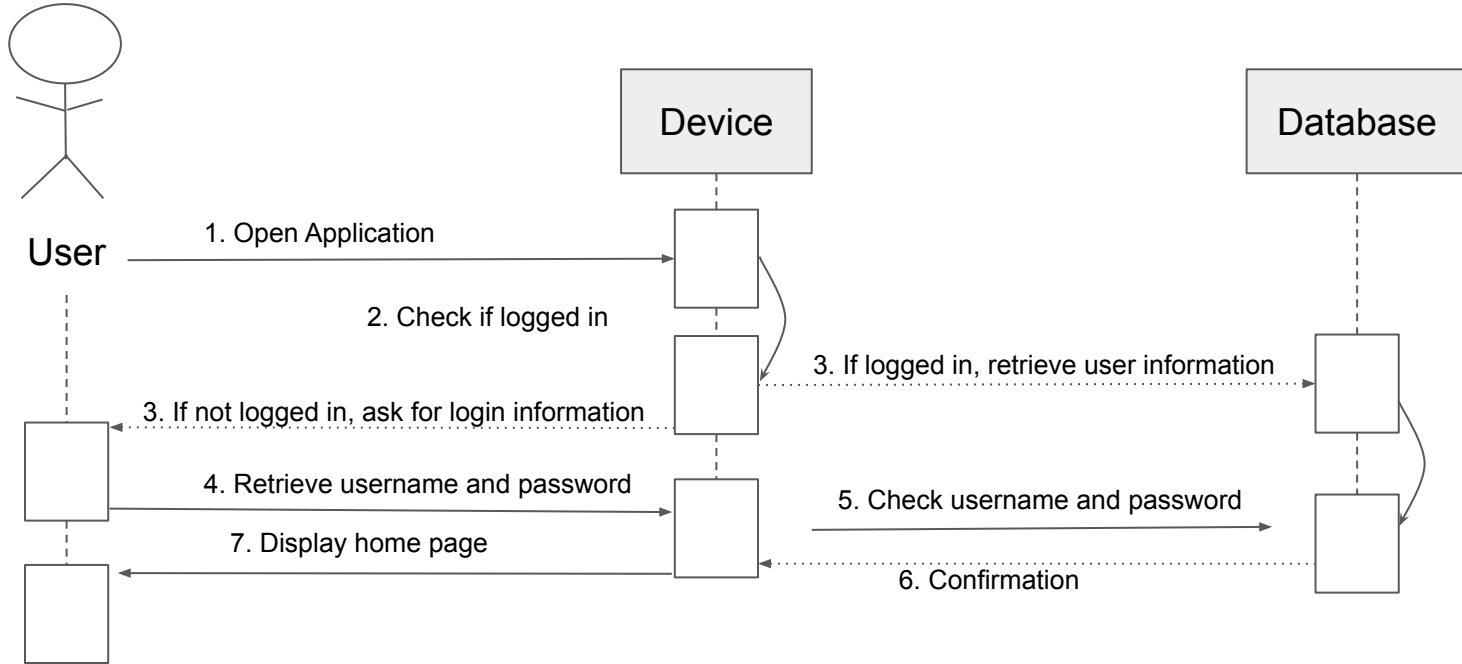 Device
Database
User
1. Open Application
2. Check if logged in
3. If logged in, retrieve user information
3. If not logged in, ask for login information
4. Retrieve username and password
5. Check username and password
7. Display home page
6. Confirmation